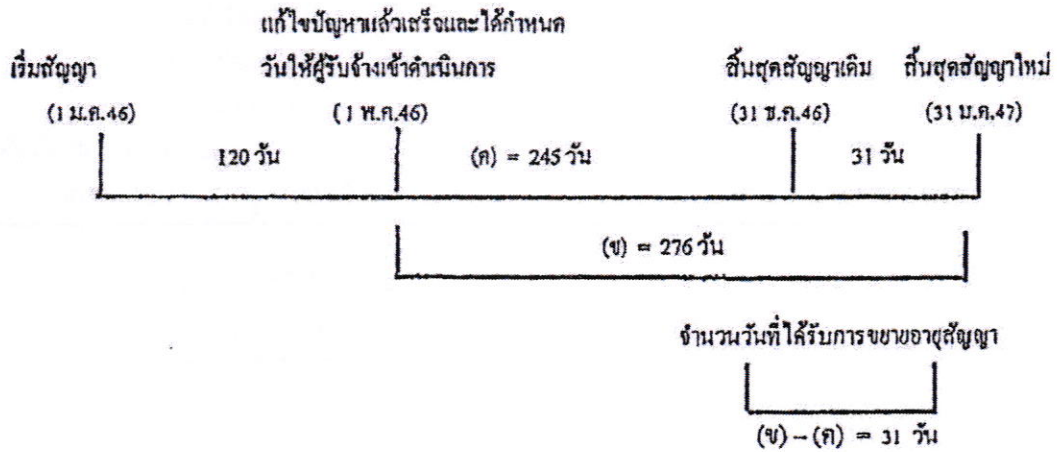 แก้ไขปัญหาแล้วเสร็จและได้กำหนด
เริ่มสัญญา วันให้ผู้รับจ้างเข้าดำเนินการ สิ้นสุดสัญญาเดิม สิ้นสุดสัญญาใหม่
(1 ม.ค.46) (1 พ.ค.46) (31 ธ.ค.46) (31 ม.ค.47)
120 วัน (ค) = 245 วัน 31 วัน
(ข) = 276 วัน
จำนวนวันที่ได้รับการขยายอายุสัญญา
(ข) – (ค) = 31 วัน